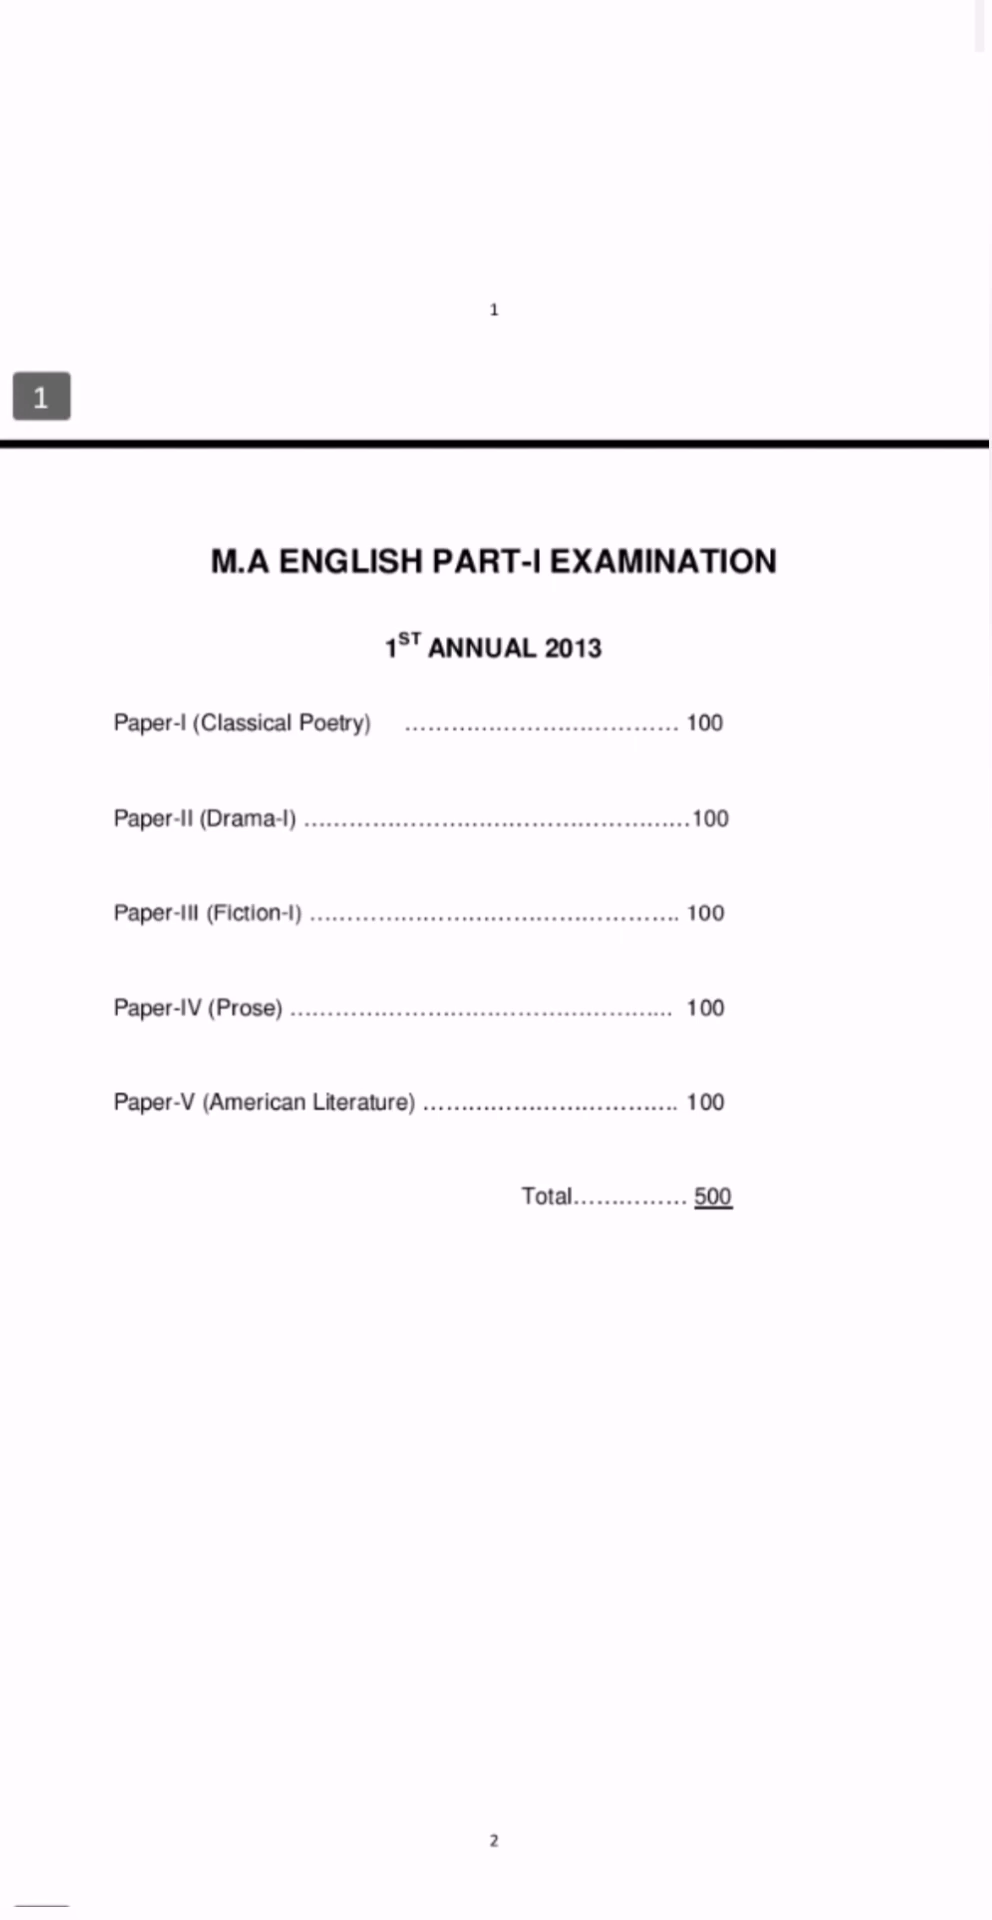 1
1
M.A ENGLISH PART-I EXAMINATION
1ST ANNUAL 2013
Paper-I (Classical Poetry) ................................... 100
Paper-II (Drama-I) ..................................................100
Paper-III (Fiction-I) ................................................ 100
Paper-IV (Prose) .................................................. 100
Paper-V (American Literature) ................................. 100
Total............... 500
2